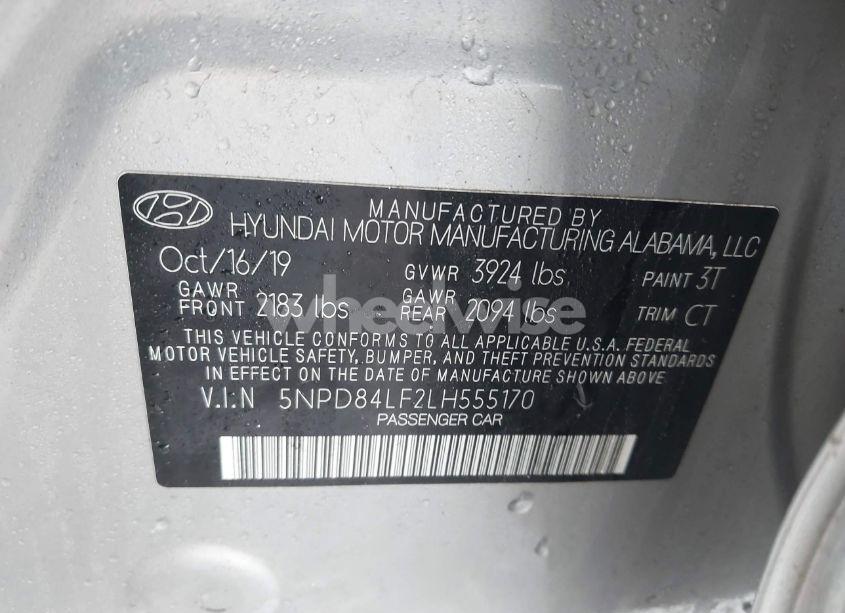 MANUFACTURED BY
HYUNDAI MOTOR MANUFACTURING ALABAMA, LLC
Oct/16/19 GVWR 3924 lbs PAINT 3T
GAWR FRONT 2183 lbs GAWR REAR 2094 lbs TRIM CT
THIS VEHICLE CONFORMS TO ALL APPLICABLE U.S.A. FEDERAL
MOTOR VEHICLE SAFETY, BUMPER, AND THEFT PREVENTION STANDARDS
IN EFFECT ON THE DATE OF MANUFACTURE SHOWN ABOVE.
V.I.N 5NPD84LF2LH555170
PASSENGER CAR
whedwise